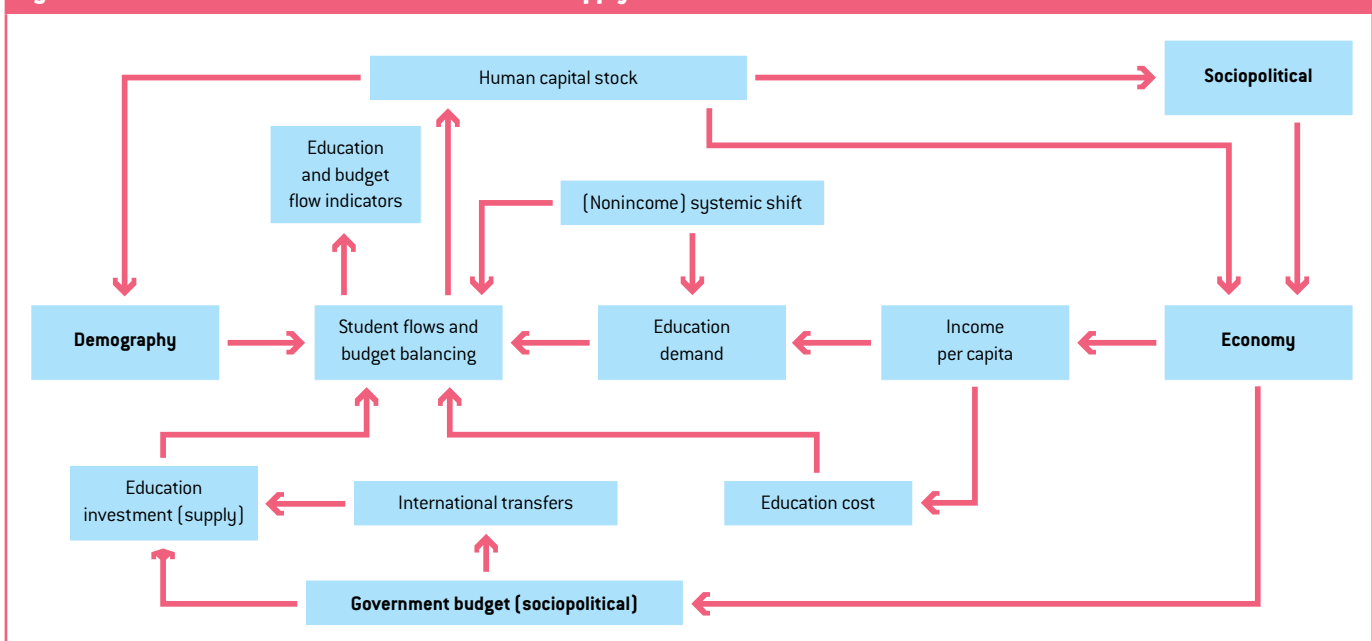 Human capital stock
Sociopolitical
Education
and budget
flow indicators
(Nonincome) systemic shift
Demography
Student flows and
budget balancing
Education
demand
Income
per capita
Economy
Education
investment (supply)
International transfers
Education cost
Government budget (sociopolitical)